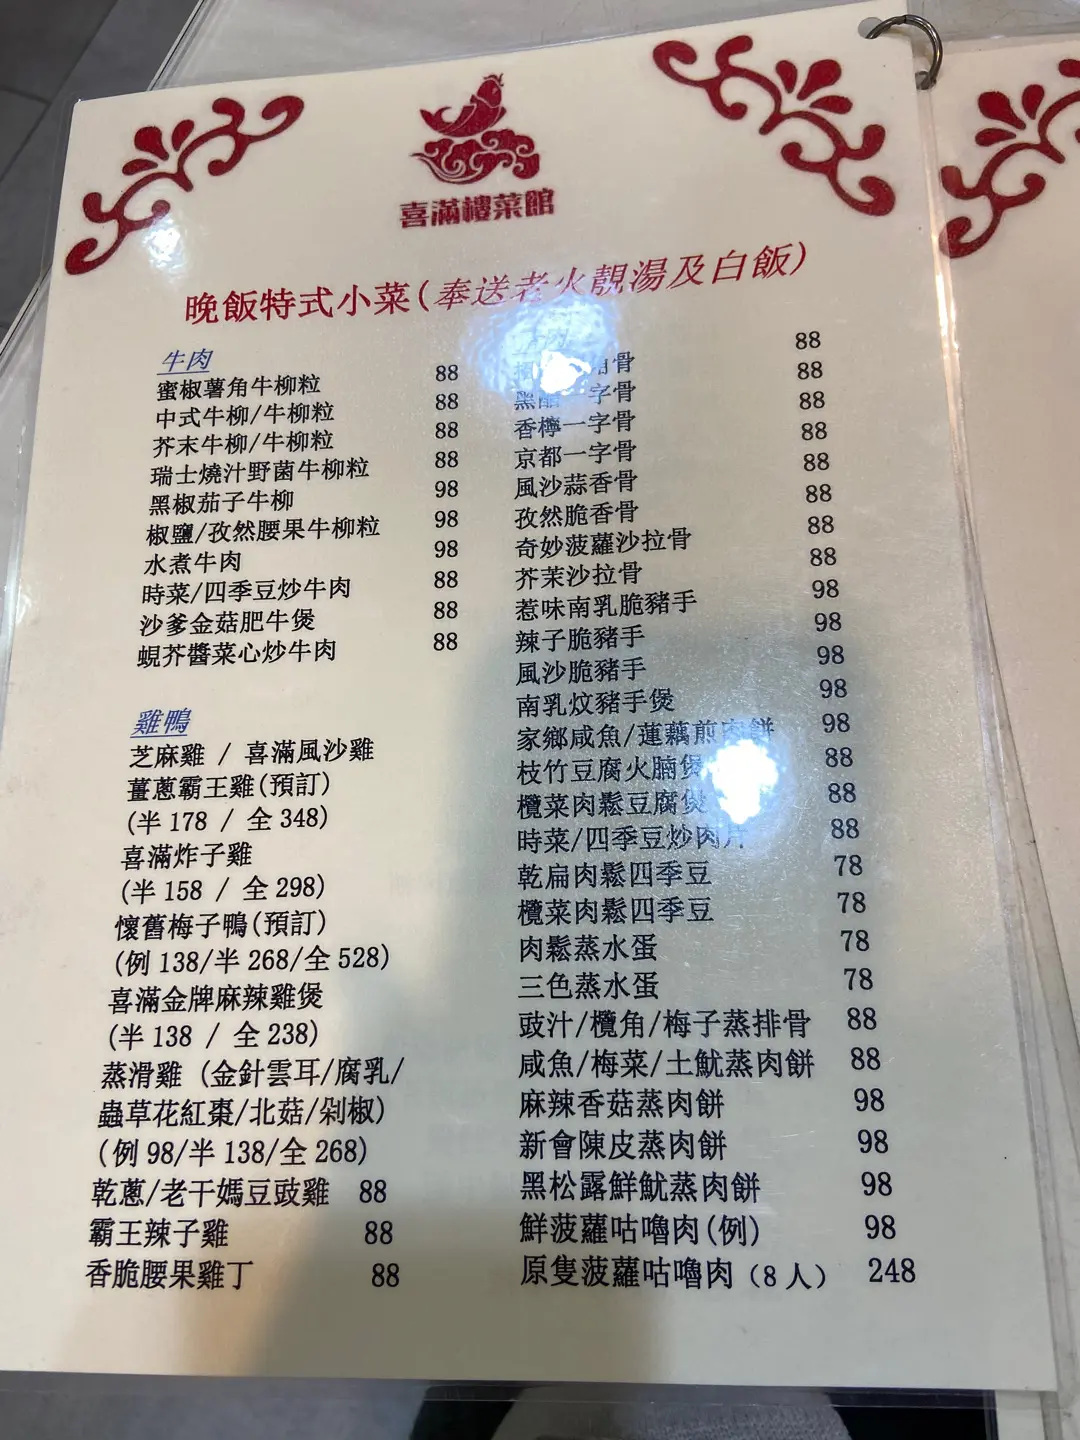 喜滿樓菜館
晚飯特式小菜(奉送老火靚湯及白飯)
牛肉
蜜椒薯角牛柳粒 88
中式牛柳/牛柳粒 88
芥末牛柳/牛柳粒 88
瑞士燒汁野菌牛柳粒 88
黑椒茄子牛柳 98
椒鹽/孜然腰果牛柳粒 98
水煮牛肉 98
時菜/四季豆炒牛肉 88
沙爹金菇肥牛煲 88
蜆芥醬菜心炒牛肉 88
雞鴨
芝麻雞 / 喜滿風沙雞
薑蔥霸王雞(預訂)
(半 178 / 全 348)
喜滿炸子雞
(半 158 / 全 298)
懷舊梅子鴨(預訂)
(例 138/半 268/全 528)
喜滿金牌麻辣雞煲
(半 138 / 全 238)
蒸滑雞 (金針雲耳/腐乳/
蟲草花紅棗/北菇/剁椒)
(例 98/半 138/全 268)
乾蔥/老干媽豆豉雞 88
霸王辣子雞 88
香脆腰果雞丁 88
骨 88
黑醋一字骨 88
香檸一字骨 88
京都一字骨 88
風沙蒜香骨 88
孜然脆香骨 88
奇妙菠蘿沙拉骨 88
芥茉沙拉骨 88
惹味南乳脆豬手 98
辣子脆豬手 98
風沙脆豬手 98
南乳炆豬手煲 98
家鄉咸魚/蓮藕煎肉餅 98
枝竹豆腐火腩煲 88
欖菜肉鬆豆腐煲 88
時菜/四季豆炒肉片 88
乾扁肉鬆四季豆 78
欖菜肉鬆四季豆 78
肉鬆蒸水蛋 78
三色蒸水蛋 78
豉汁/欖角/梅子蒸排骨 88
咸魚/梅菜/土魷蒸肉餅 88
麻辣香菇蒸肉餅 98
新會陳皮蒸肉餅 98
黑松露鮮魷蒸肉餅 98
鮮菠蘿咕嚕肉(例) 98
原隻菠蘿咕嚕肉（8 人） 248